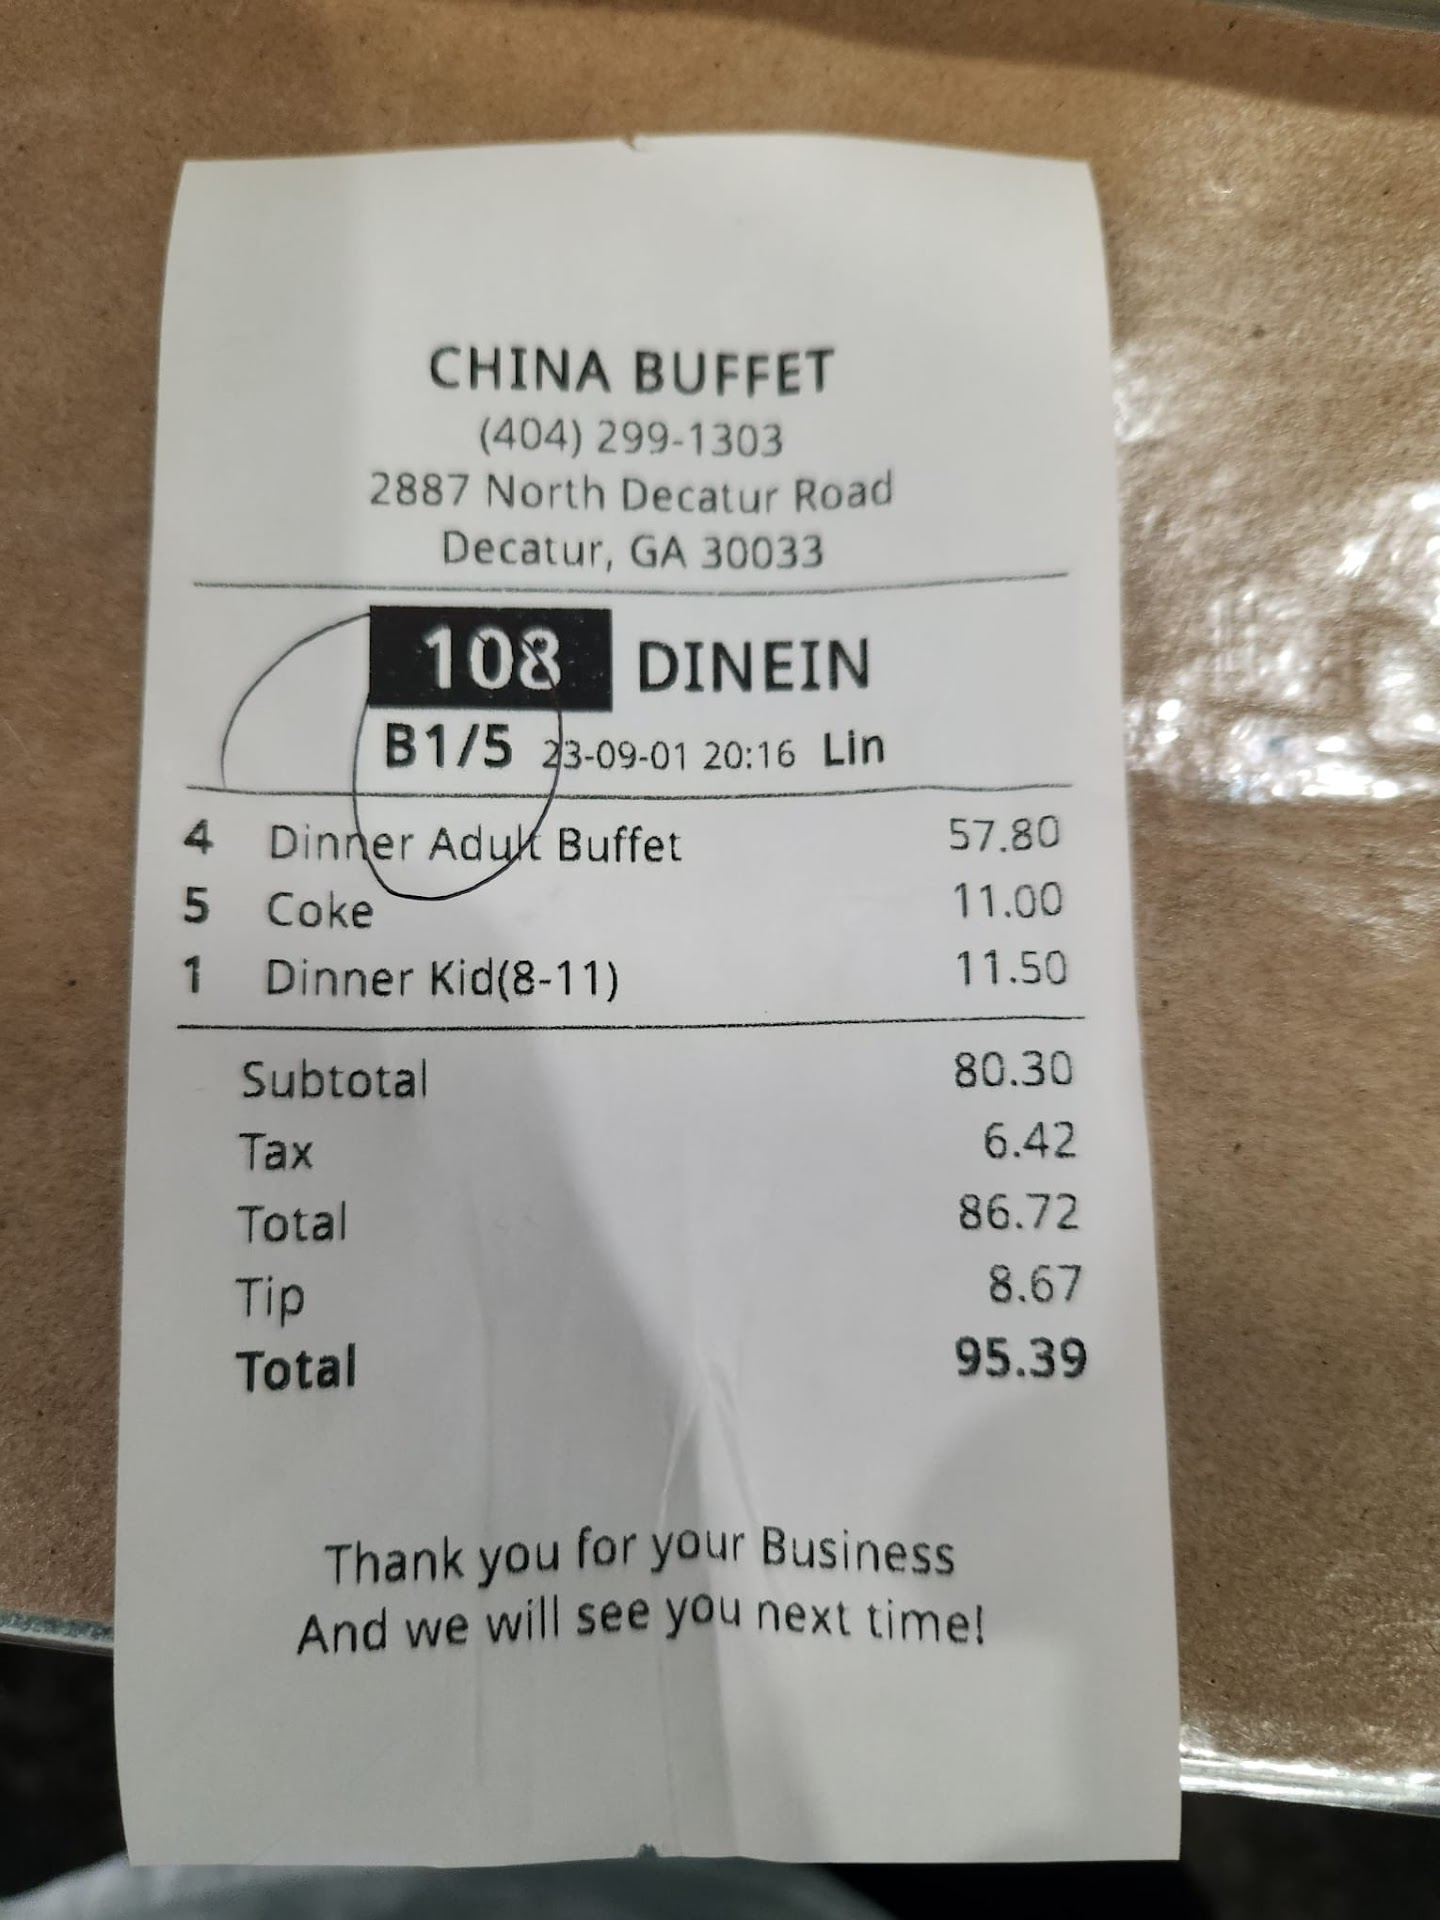 CHINA BUFFET
(404) 299-1303
2887 North Decatur Road
Decatur, GA 30033
108 DINEIN
B1/5 23-09-01 20:16 Lin
4 Dinner Adult Buffet 57.80
5 Coke 11.00
1 Dinner Kid(8-11) 11.50
Subtotal 80.30
Tax 6.42
Total 86.72
Tip 8.67
Total 95.39
Thank you for your Business
And we will see you next time!